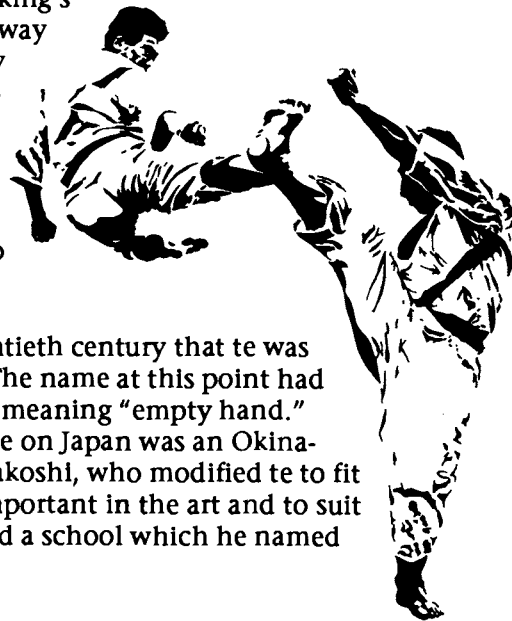 king's
way
y
ntieth century that te was
The name at this point had
meaning “empty hand.”
e on Japan was an Okina-
akoshi, who modified te to fit
nportant in the art and to suit
d a school which he named